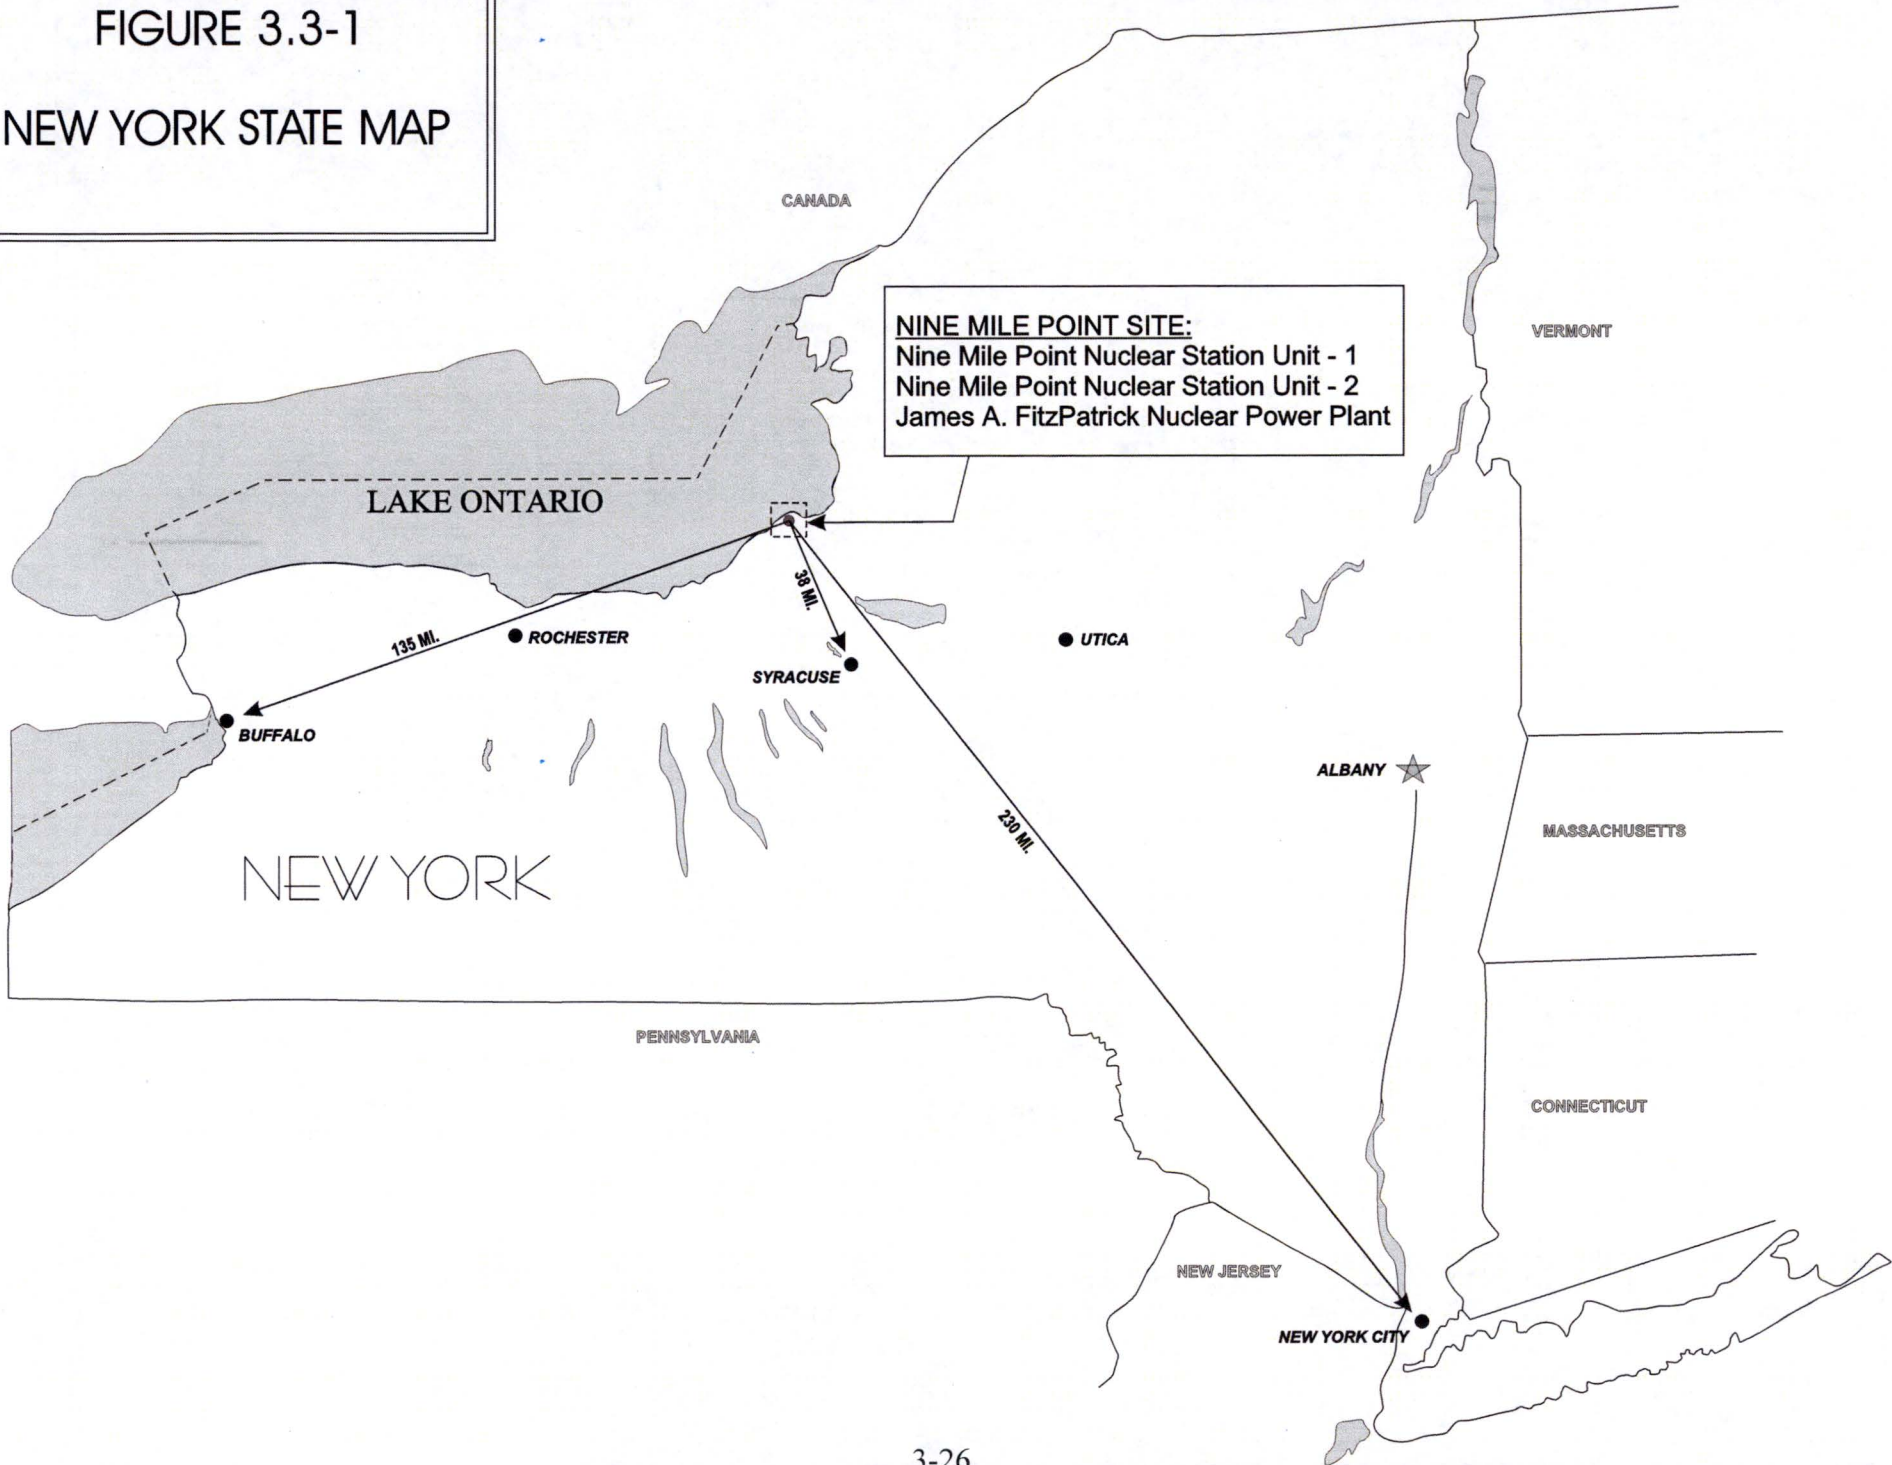 FIGURE 3.3-1
NEW YORK STATE MAP
CANADA
NINE MILE POINT SITE:
Nine Mile Point Nuclear Station Unit - 1
Nine Mile Point Nuclear Station Unit - 2
James A. FitzPatrick Nuclear Power Plant
VERMONT
LAKE ONTARIO
38 MI.
135 MI.
ROCHESTER
UTICA
SYRACUSE
BUFFALO
ALBANY
230 MI.
MASSACHUSETTS
NEW YORK
PENNSYLVANIA
CONNECTICUT
NEW JERSEY
NEW YORK CITY
3-26